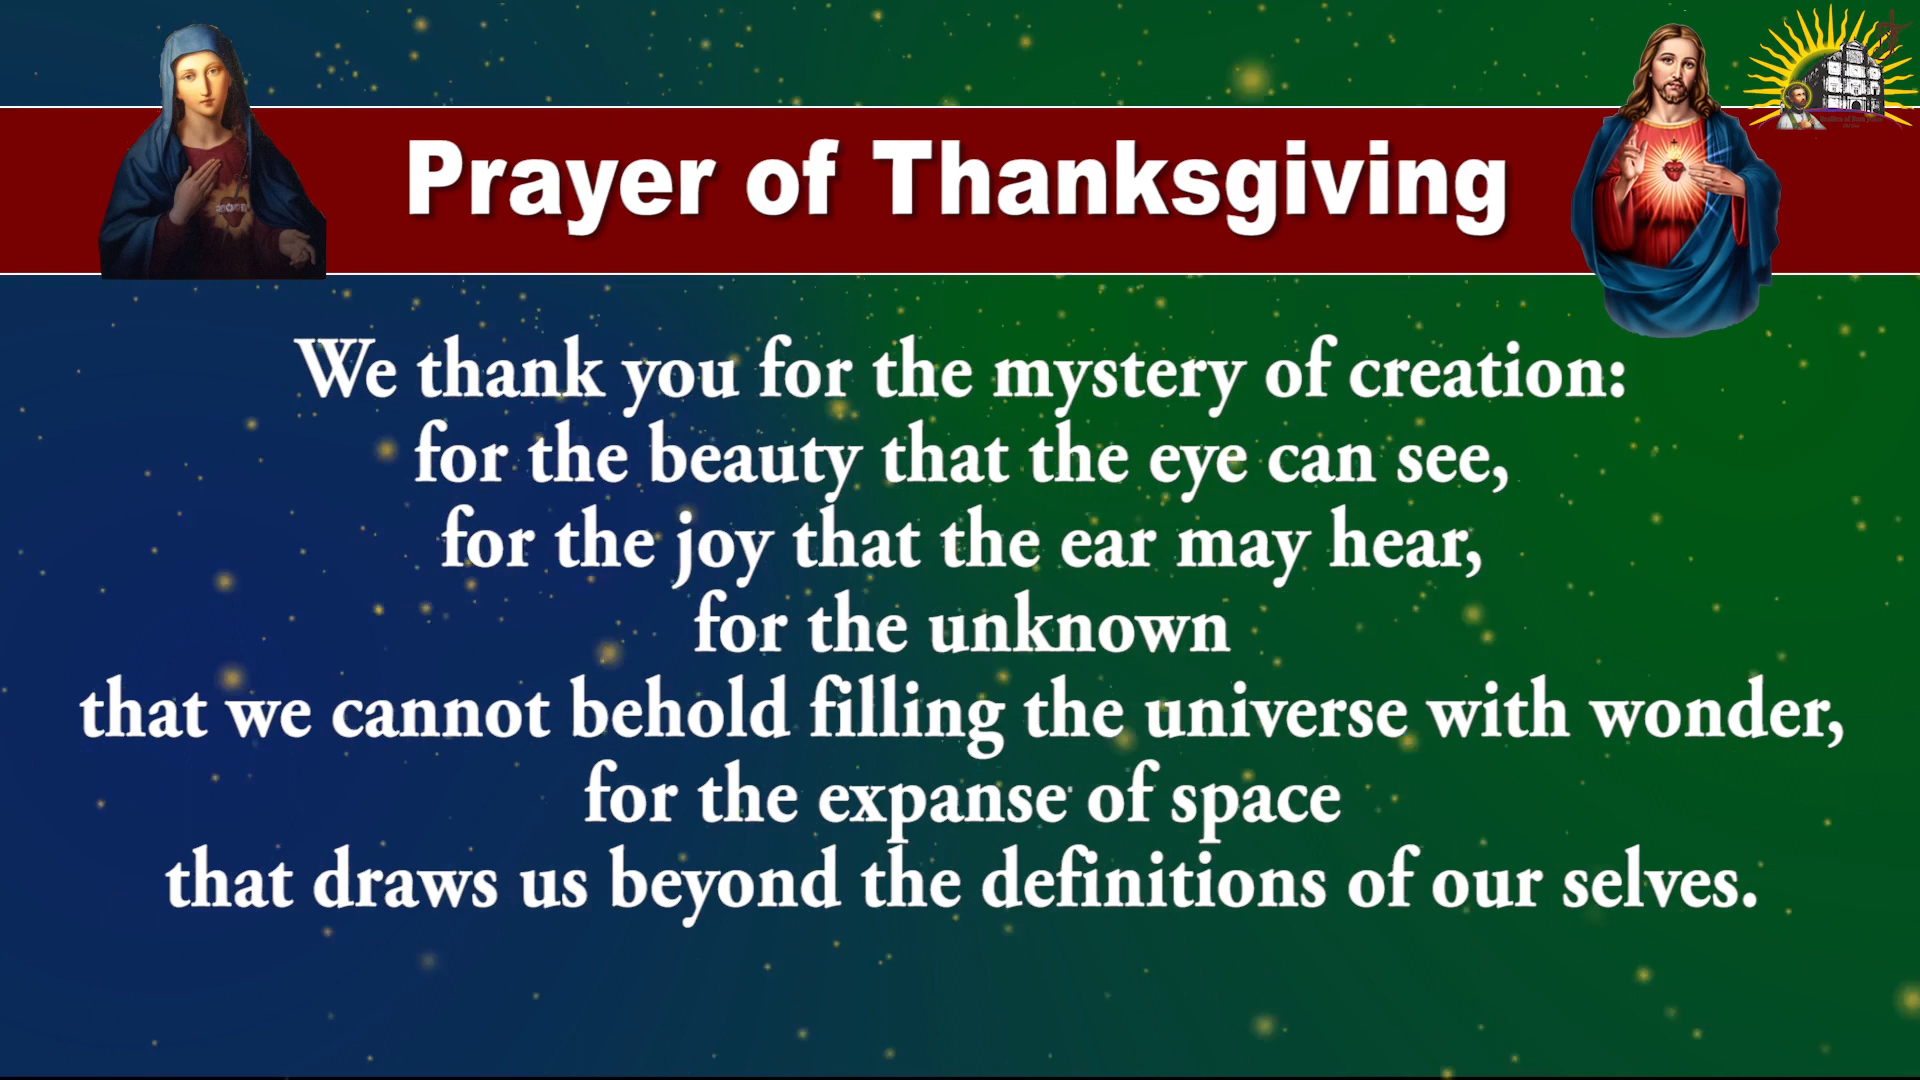 Prayer of Thanksgiving
We thank you for the mystery of creation:
for the beauty that the eye can see,
for the joy that the ear may hear,
for the unknown
that we cannot behold filling the universe with wonder,
for the expanse of space
that draws us beyond the definitions of our selves.